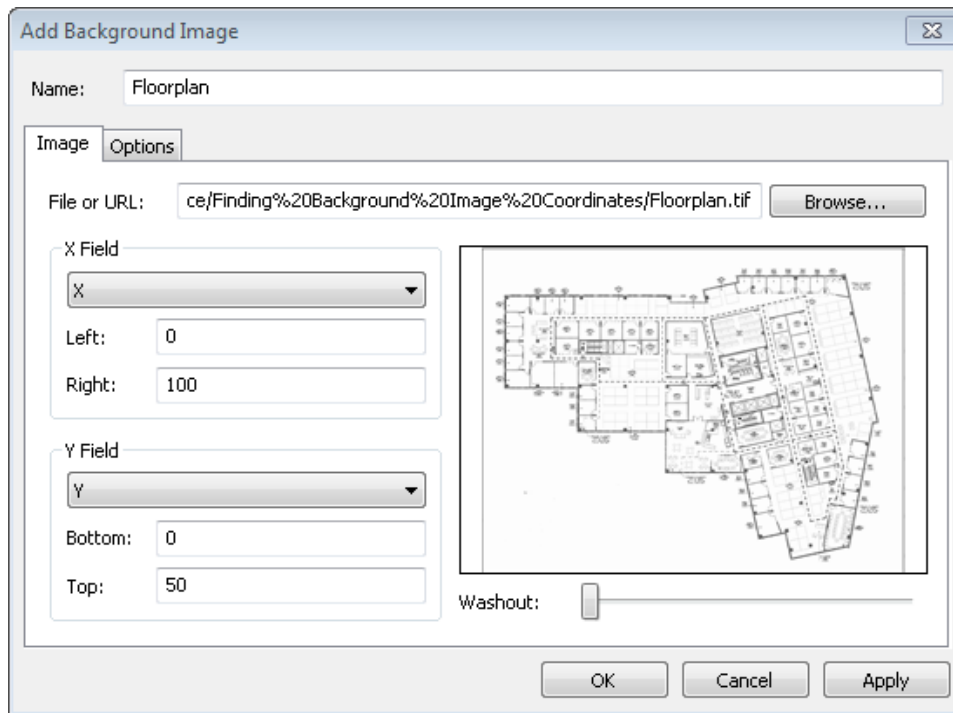 Add Background Image
Name: Floorplan
Image Options
File or URL: ce/Finding%20Background%20Image%20Coordinates/Floorplan.tif Browse...
X Field
X
Left: 0
Right: 100
Y Field
Y
Bottom: 0
Top: 50
Washout:
OK Cancel Apply